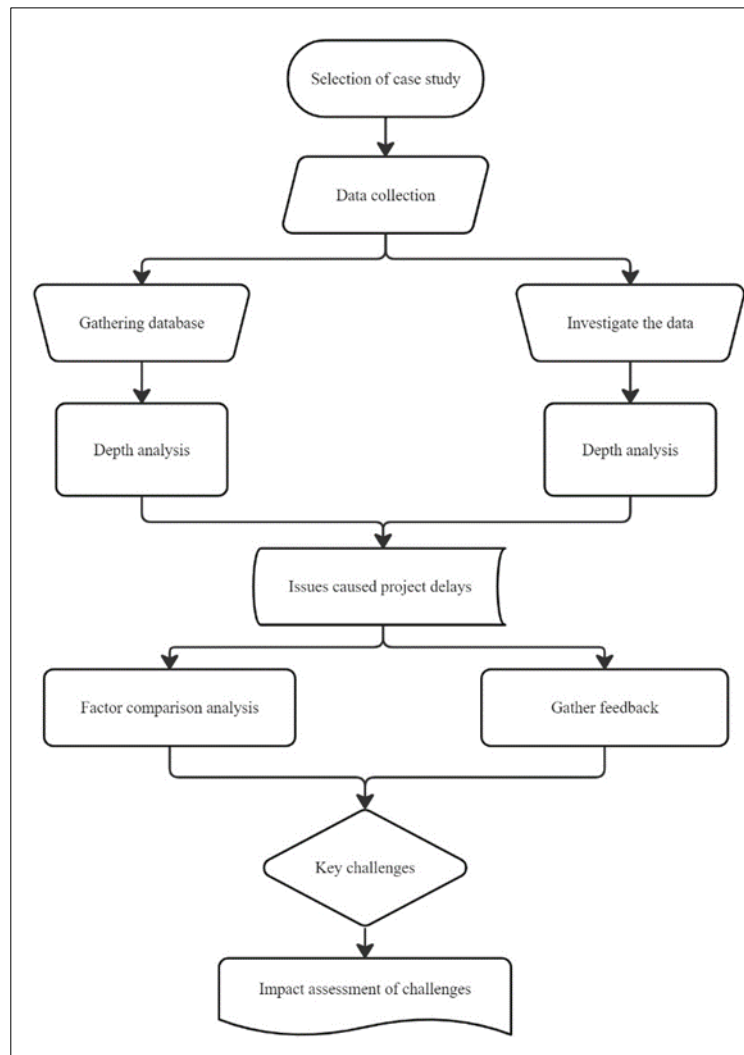 Selection of case study
Data collection
Gathering database
Investigate the data
Depth analysis
Depth analysis
Issues caused project delays
Factor comparison analysis
Gather feedback
Key challenges
Impact assessment of challenges